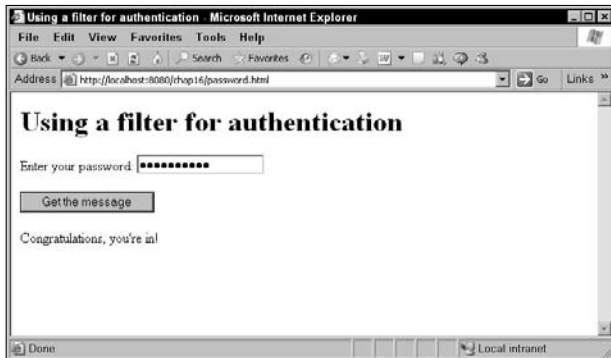 Using a filter for authentication - Microsoft Internet Explorer
File Edit View Favorites Tools Help
Back Search Favorites
Address http://localhost:8080/chap16/password.html Go Links »
Using a filter for authentication
Enter your password: ••••••••••
Get the message
Congratulations, you're in!
Done Local intranet